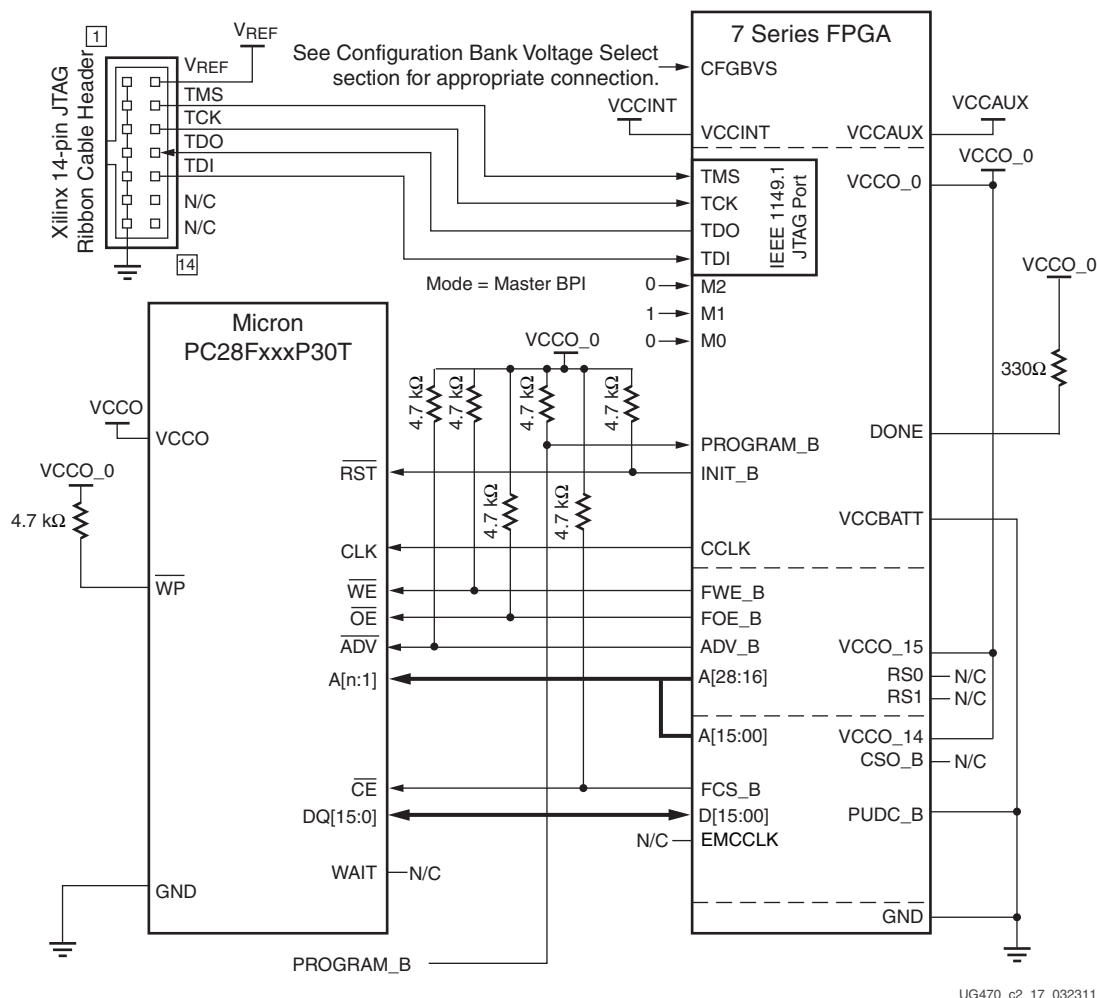 1
VREF
Xilinx 14-pin JTAG
Ribbon Cable Header
VREF
TMS
TCK
TDO
TDI
N/C
N/C
14
See Configuration Bank Voltage Select
section for appropriate connection.
7 Series FPGA
CFGBVS
VCCINT
VCCINT
VCCAUX
VCCAUX
VCCO_0
VCCO_0
TMS
TCK
TDO
TDI
IEEE 1149.1
JTAG Port
Mode = Master BPI
0
M2
1
M1
0
M0
VCCO_0
330Ω
DONE
Micron
PC28FxxxP30T
VCCO
VCCO
VCCO_0
4.7 kΩ
WP
VCCO_0
4.7 kΩ
4.7 kΩ
4.7 kΩ
4.7 kΩ
4.7 kΩ
4.7 kΩ
PROGRAM_B
RST
INIT_B
VCCBATT
CLK
CCLK
WE
FWE_B
OE
FOE_B
ADV
ADV_B
VCCO_15
A[n:1]
A[28:16]
RS0
N/C
RS1
N/C
A[15:00]
VCCO_14
CSO_B
N/C
CE
FCS_B
DQ[15:0]
D[15:00]
PUDC_B
N/C
EMCCLK
WAIT
N/C
GND
GND
PROGRAM_B
UG470_c2_17_032311